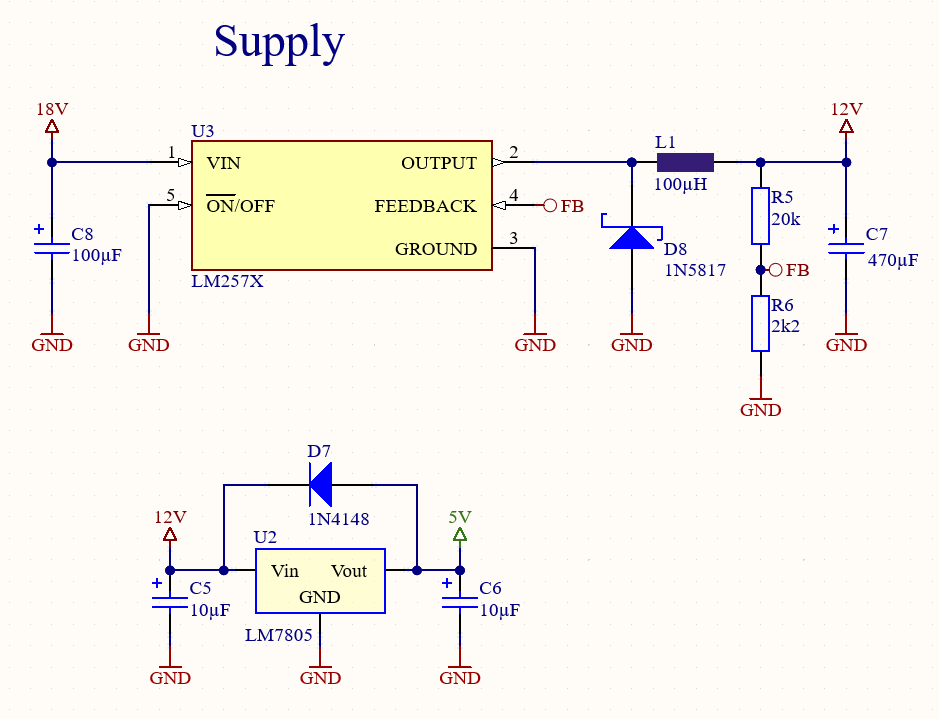 Supply
18V
12V
U3
L1
1
VIN
OUTPUT
2
100µH
5
ON/OFF
FEEDBACK
4
FB
R5
20k
GROUND
3
+
C8
100µF
D8
1N5817
+
C7
470µF
FB
LM257X
R6
2k2
GND
GND
GND
GND
GND
GND
D7
1N4148
12V
5V
U2
Vin
Vout
GND
+
C5
10µF
+
C6
10µF
LM7805
GND
GND
GND